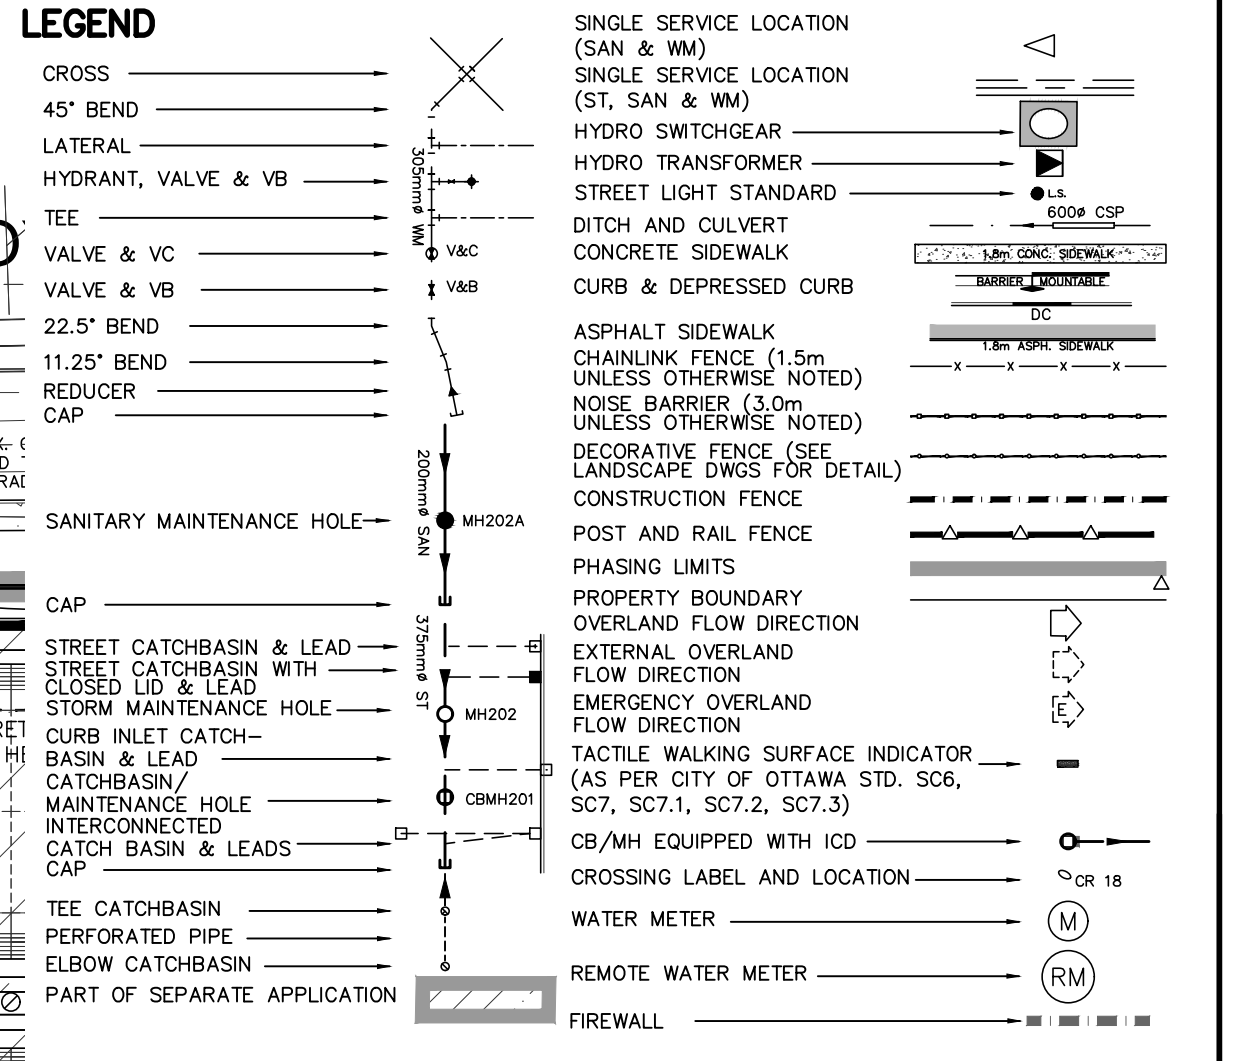 LEGEND
CROSS
45° BEND
LATERAL
HYDRANT, VALVE & VB
TEE
VALVE & VC
VALVE & VB
22.5° BEND
11.25° BEND
REDUCER
CAP
SANITARY MAINTENANCE HOLE
CAP
STREET CATCHBASIN & LEAD
STREET CATCHBASIN WITH
CLOSED LID & LEAD
STORM MAINTENANCE HOLE
CURB INLET CATCH-
BASIN & LEAD
CATCHBASIN/
MAINTENANCE HOLE
INTERCONNECTED
CATCH BASIN & LEADS
CAP
TEE CATCHBASIN
PERFORATED PIPE
ELBOW CATCHBASIN
PART OF SEPARATE APPLICATION
305mmø WM
V&C
V&B
200mmø SAN
MH202A
375mmø ST
MH202
CBMH201
SINGLE SERVICE LOCATION
(SAN & WM)
SINGLE SERVICE LOCATION
(ST, SAN & WM)
HYDRO SWITCHGEAR
HYDRO TRANSFORMER
STREET LIGHT STANDARD
L.S.
DITCH AND CULVERT
600ø CSP
CONCRETE SIDEWALK
1.8m CONC. SIDEWALK
CURB & DEPRESSED CURB
BARRIER MOUNTABLE
DC
ASPHALT SIDEWALK
1.8m ASPH. SIDEWALK
CHAINLINK FENCE (1.5m
UNLESS OTHERWISE NOTED)
X X X X
NOISE BARRIER (3.0m
UNLESS OTHERWISE NOTED)
DECORATIVE FENCE (SEE
LANDSCAPE DWGS FOR DETAIL)
CONSTRUCTION FENCE
POST AND RAIL FENCE
PHASING LIMITS
PROPERTY BOUNDARY
OVERLAND FLOW DIRECTION
EXTERNAL OVERLAND
FLOW DIRECTION
EMERGENCY OVERLAND
FLOW DIRECTION
E
TACTILE WALKING SURFACE INDICATOR
(AS PER CITY OF OTTAWA STD. SC6,
SC7, SC7.1, SC7.2, SC7.3)
CB/MH EQUIPPED WITH ICD
CROSSING LABEL AND LOCATION
CR 18
WATER METER
M
REMOTE WATER METER
RM
FIREWALL